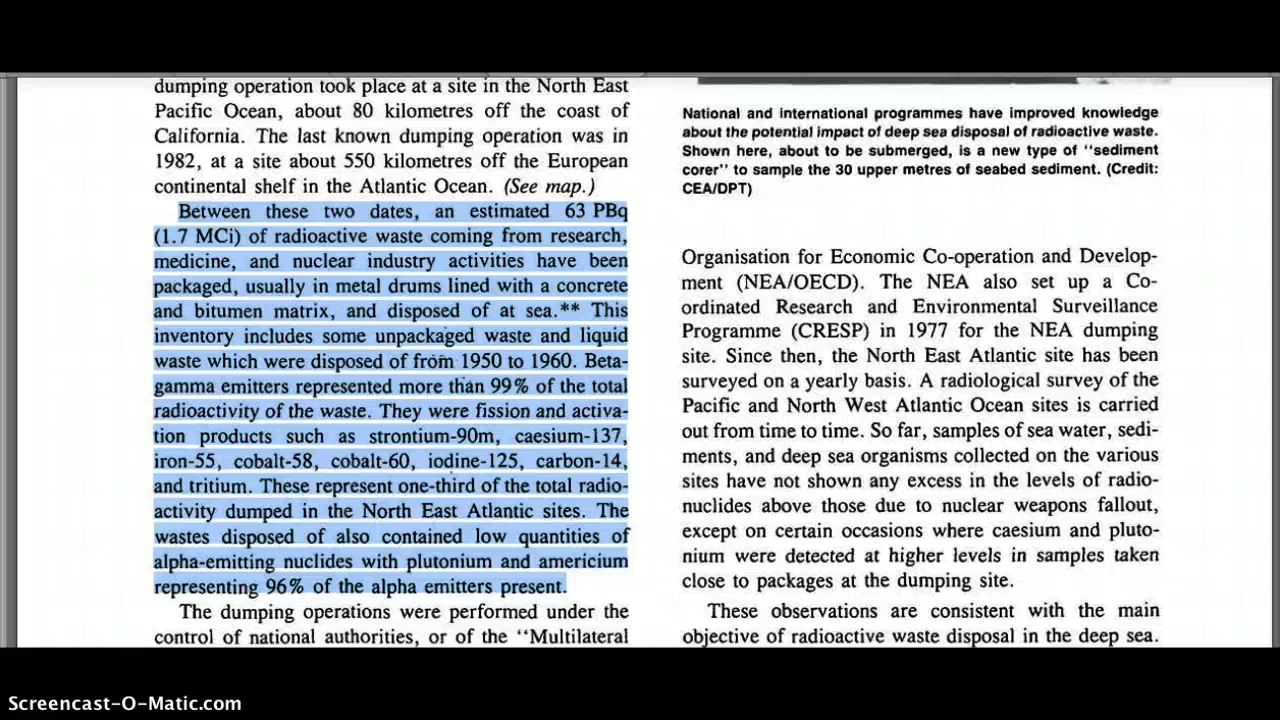 dumping operation took place at a site in the North East
Pacific Ocean, about 80 kilometres off the coast of
California. The last known dumping operation was in
1982, at a site about 550 kilometres off the European
continental shelf in the Atlantic Ocean. (See map.)
Between these two dates, an estimated 63 PBq
(1.7 MCi) of radioactive waste coming from research,
medicine, and nuclear industry activities have been
packaged, usually in metal drums lined with a concrete
and bitumen matrix, and disposed of at sea.** This
inventory includes some unpackaged waste and liquid
waste which were disposed of from 1950 to 1960. Beta-
gamma emitters represented more than 99% of the total
radioactivity of the waste. They were fission and activa-
tion products such as strontium-90m, caesium-137,
iron-55, cobalt-58, cobalt-60, iodine-125, carbon-14,
and tritium. These represent one-third of the total radio-
activity dumped in the North East Atlantic sites. The
wastes disposed of also contained low quantities of
alpha-emitting nuclides with plutonium and americium
representing 96% of the alpha emitters present.
The dumping operations were performed under the
control of national authorities, or of the "Multilateral
National and international programmes have improved knowledge
about the potential impact of deep sea disposal of radioactive waste.
Shown here, about to be submerged, is a new type of "sediment
corer" to sample the 30 upper metres of seabed sediment. (Credit:
CEA/DPT)
Organisation for Economic Co-operation and Develop-
ment (NEA/OECD). The NEA also set up a Co-
ordinated Research and Environmental Surveillance
Programme (CRESP) in 1977 for the NEA dumping
site. Since then, the North East Atlantic site has been
surveyed on a yearly basis. A radiological survey of the
Pacific and North West Atlantic Ocean sites is carried
out from time to time. So far, samples of sea water, sedi-
ments, and deep sea organisms collected on the various
sites have not shown any excess in the levels of radio-
nuclides above those due to nuclear weapons fallout,
except on certain occasions where caesium and pluto-
nium were detected at higher levels in samples taken
close to packages at the dumping site.
These observations are consistent with the main
objective of radioactive waste disposal in the deep sea.
Screencast-O-Matic.com